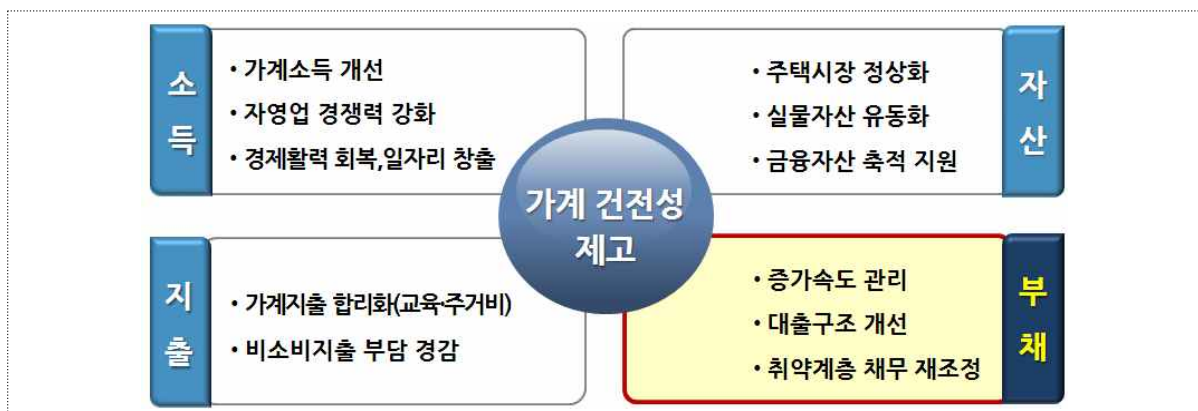 소득
• 가계소득 개선
• 자영업 경쟁력 강화
• 경제활력 회복,일자리 창출
자산
• 주택시장 정상화
• 실물자산 유동화
• 금융자산 축적 지원
가계 건전성
제고
지출
• 가계지출 합리화(교육·주거비)
• 비소비지출 부담 경감
부채
• 증가속도 관리
• 대출구조 개선
• 취약계층 채무 재조정